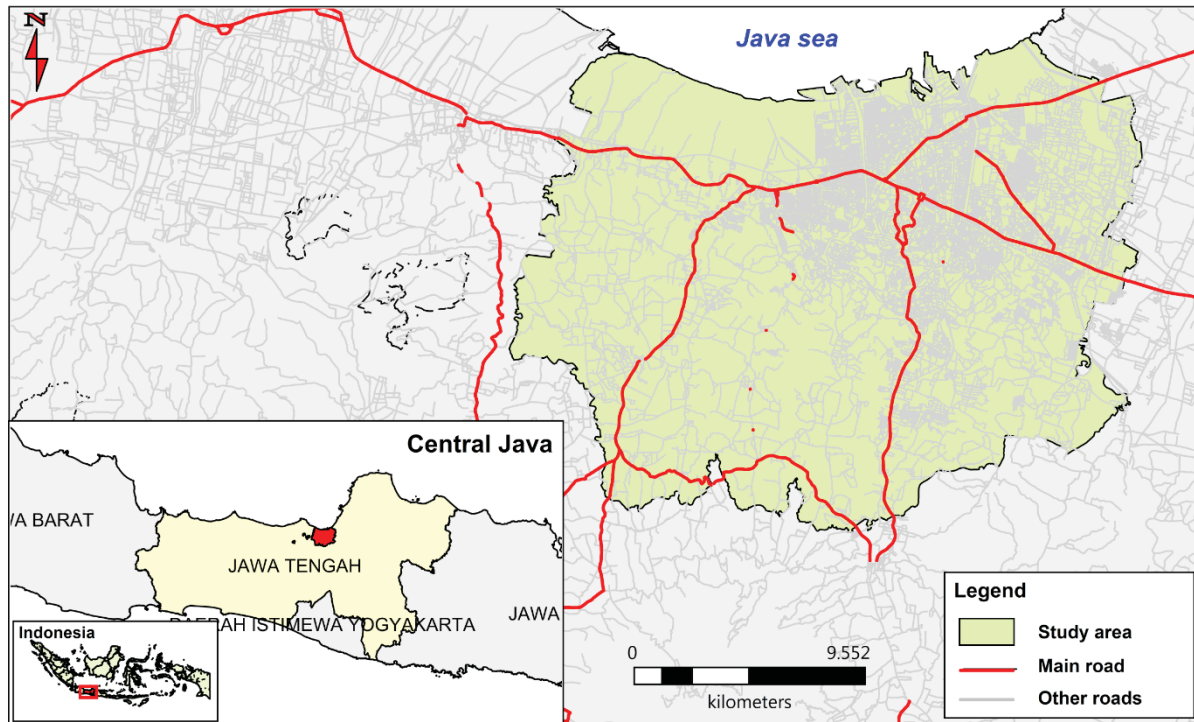 N
Java sea
Central Java
WA BARAT
JAWA TENGAH
JAWA
DAERAH ISTIMEWA YOGYAKARTA
Indonesia
0 9.552
kilometers
Legend
Study area
Main road
Other roads